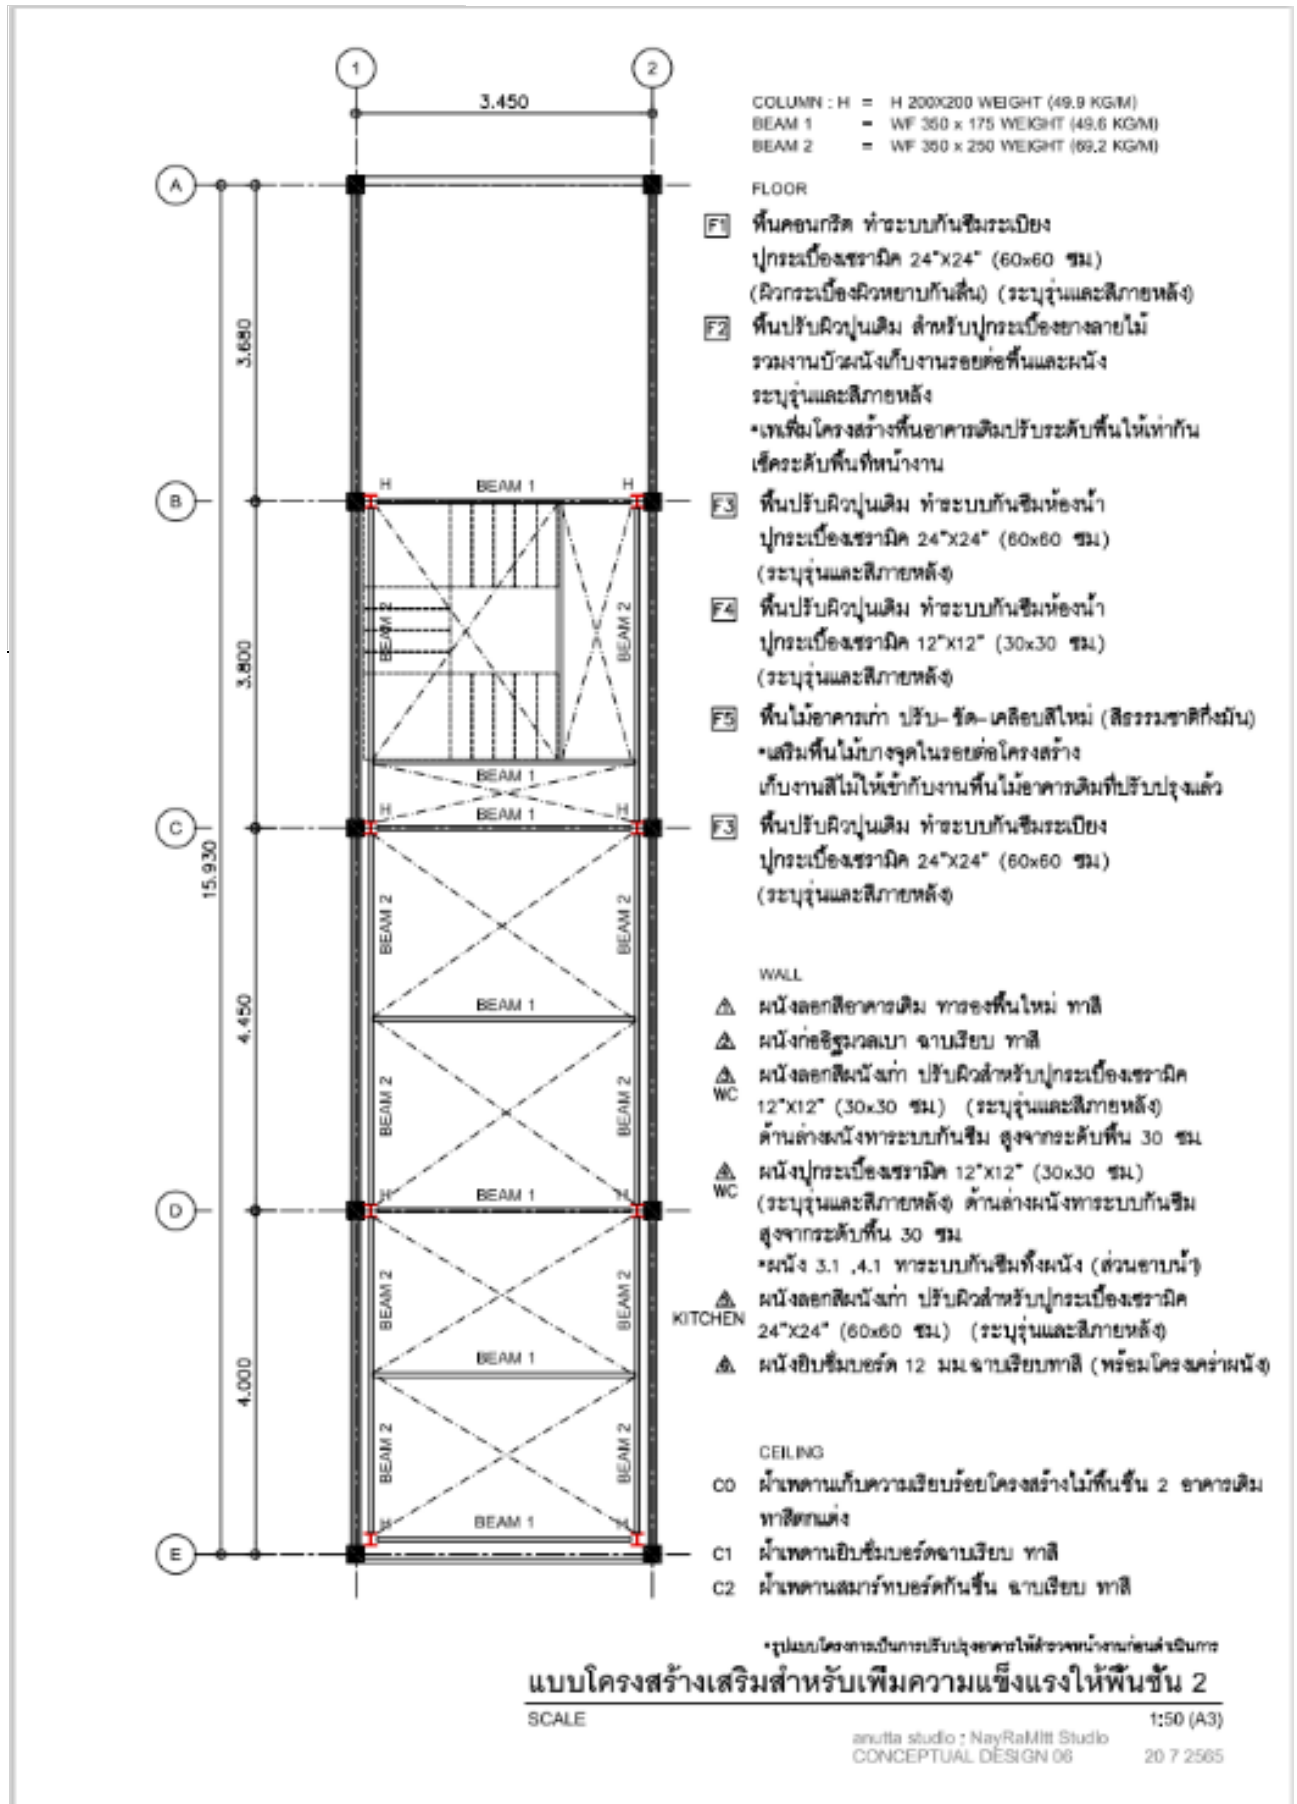 1
2
3.450
COLUMN : H = H 200X200 WEIGHT (49.9 KG/M)
BEAM 1 = WF 350 x 175 WEIGHT (49.6 KG/M)
BEAM 2 = WF 350 x 250 WEIGHT (69.2 KG/M)
A
B
C
D
E
3.680
3.800
4.450
4.000
15.930
H BEAM 1 H
BEAM 2
BEAM 2
BEAM 1
H BEAM 1 H
BEAM 2
BEAM 2
BEAM 1
BEAM 2
BEAM 2
H BEAM 1 H
BEAM 2
BEAM 2
BEAM 1
BEAM 2
BEAM 2
H BEAM 1 H
FLOOR
F1 พื้นคอนกรีต ทำระบบกันซึมระเบียง
ปูกระเบื้องเซรามิค 24"X24" (60x60 ซม.)
(ผิวกระเบื้องผิวหยาบกันลื่น) (ระบุรุ่นและสีภายหลัง)
F2 พื้นปรับผิวปูนเดิม สำหรับปูกระเบื้องยางลายไม้
รวมงานบัวผนังเก็บงานรอยต่อพื้นและผนัง
ระบุรุ่นและสีภายหลัง
*เทเพิ่มโครงสร้างพื้นอาคารเดิมปรับระดับพื้นให้เท่ากัน
เช็คระดับพื้นที่หน้างาน
F3 พื้นปรับผิวปูนเดิม ทำระบบกันซึมห้องน้ำ
ปูกระเบื้องเซรามิค 24"X24" (60x60 ซม.)
(ระบุรุ่นและสีภายหลัง)
F4 พื้นปรับผิวปูนเดิม ทำระบบกันซึมห้องน้ำ
ปูกระเบื้องเซรามิค 12"X12" (30x30 ซม.)
(ระบุรุ่นและสีภายหลัง)
F5 พื้นไม้อาคารเก่า ปรับ-ขัด-เคลือบสีใหม่ (สีธรรมชาติกึ่งมัน)
*เสริมพื้นไม้บางจุดในรอยต่อโครงสร้าง
เก็บงานสีไม้ให้เข้ากับงานพื้นไม้อาคารเดิมที่ปรับปรุงแล้ว
F3 พื้นปรับผิวปูนเดิม ทำระบบกันซึมระเบียง
ปูกระเบื้องเซรามิค 24"X24" (60x60 ซม.)
(ระบุรุ่นและสีภายหลัง)
WALL
ผนังลอกสีอาคารเดิม ทารองพื้นใหม่ ทาสี
ผนังก่ออิฐมวลเบา ฉาบเรียบ ทาสี
ผนังลอกสีผนังเก่า ปรับผิวสำหรับปูกระเบื้องเซรามิค
WC 12"X12" (30x30 ซม.) (ระบุรุ่นและสีภายหลัง)
ด้านล่างผนังทาระบบกันซึม สูงจากระดับพื้น 30 ซม.
ผนังปูกระเบื้องเซรามิค 12"X12" (30x30 ซม.)
WC (ระบุรุ่นและสีภายหลัง) ด้านล่างผนังทาระบบกันซึม
สูงจากระดับพื้น 30 ซม.
*ผนัง 3.1 ,4.1 ทาระบบกันซึมทั้งผนัง (ส่วนอาบน้ำ)
ผนังลอกสีผนังเก่า ปรับผิวสำหรับปูกระเบื้องเซรามิค
KITCHEN 24"X24" (60x60 ซม.) (ระบุรุ่นและสีภายหลัง)
ผนังยิบซั่มบอร์ด 12 มม.ฉาบเรียบทาสี (พร้อมโครงเคร่าผนัง)
CEILING
C0 ฝ้าเพดานเก็บความเรียบร้อยโครงสร้างไม้พื้นชั้น 2 อาคารเดิม
ทาสีตกแต่ง
C1 ฝ้าเพดานยิบซั่มบอร์ดฉาบเรียบ ทาสี
C2 ฝ้าเพดานสมาร์ทบอร์ดกันชื้น ฉาบเรียบ ทาสี
*รูปแบบโครงการเป็นการปรับปรุงอาคารให้สำรวจหน้างานก่อนดำเนินการ
แบบโครงสร้างเสริมสำหรับเพิ่มความแข็งแรงให้พื้นชั้น 2
SCALE 1:50 (A3)
anutta studio : NayRaMitt Studio
CONCEPTUAL DESIGN 06 20 7 2565